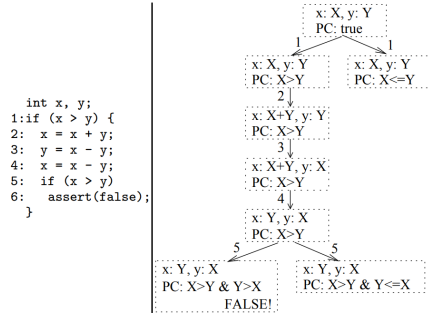 int x, y;
1:if (x > y) {
2: x = x + y;
3: y = x - y;
4: x = x - y;
5: if (x > y)
6: assert(false);
}
x: X, y: Y
PC: true
1
1
x: X, y: Y
PC: X>Y
x: X, y: Y
PC: X<=Y
2
x: X+Y, y: Y
PC: X>Y
3
x: X+Y, y: X
PC: X>Y
4
x: Y, y: X
PC: X>Y
5
5
x: Y, y: X
PC: X>Y & Y>X
FALSE!
x: Y, y: X
PC: X>Y & Y<=X